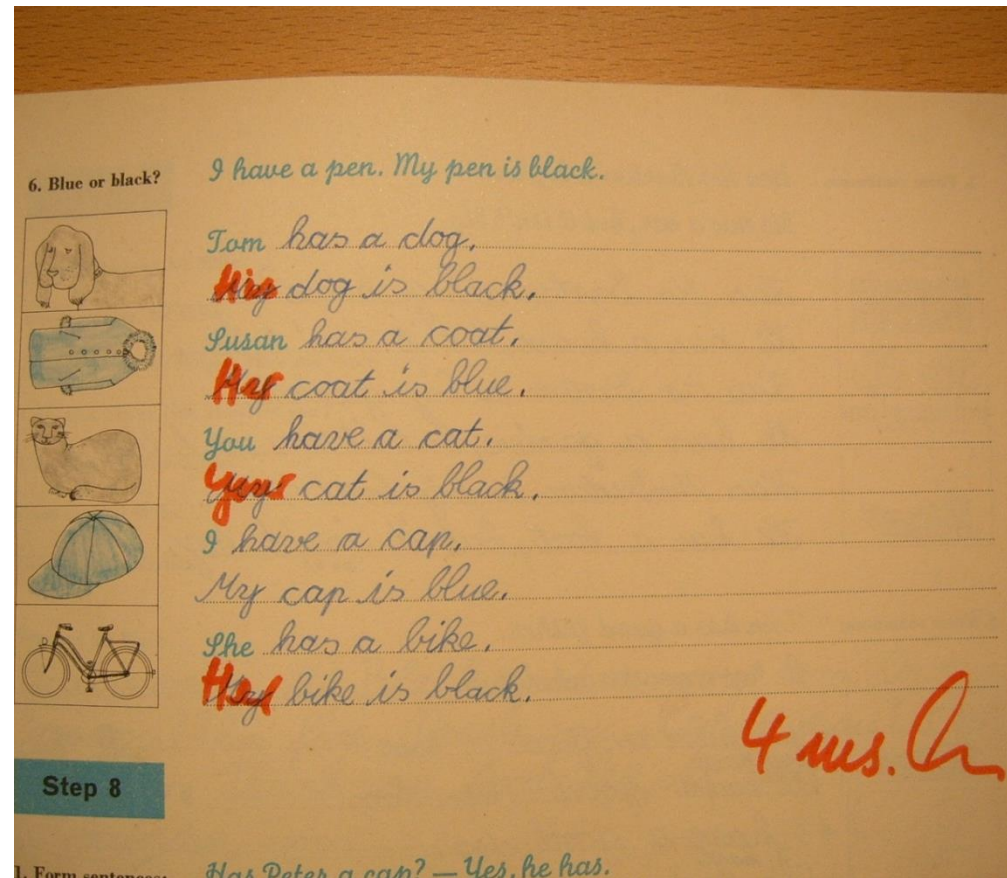 6. Blue or black?
I have a pen. My pen is black.
Tom has a dog.
His dog is black.
Susan has a coat.
Her coat is blue.
You have a cat.
Your cat is black.
I have a cap.
My cap is blue.
She has a bike.
Her bike is black.
4 ms.
Step 8
1. Form sentences:
Has Peter a cap? — Yes, he has.